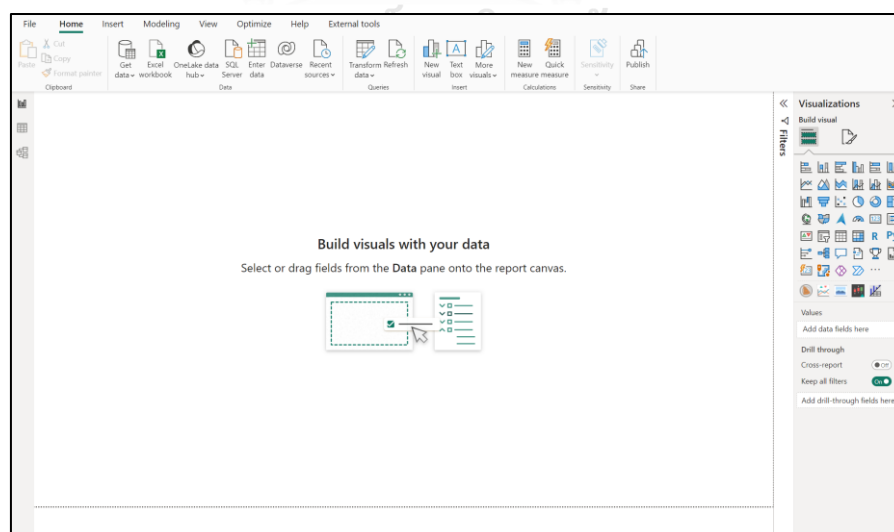 File Home Insert Modeling View Optimize Help External tools
Paste
Cut
Copy
Format painter
Clipboard
Get data
Excel workbook
OneLake data hub
SQL Server
Enter data
Dataverse
Recent sources
Data
Transform data
Refresh
Queries
New visual
Text box
More visuals
Insert
New measure
Quick measure
Calculations
Sensitivity
Sensitivity
Publish
Share
Filters
Visualizations
Build visual
Build visuals with your data
Select or drag fields from the Data pane onto the report canvas.
Values
Add data fields here
Drill through
Cross-report Off
Keep all filters On
Add drill-through fields here